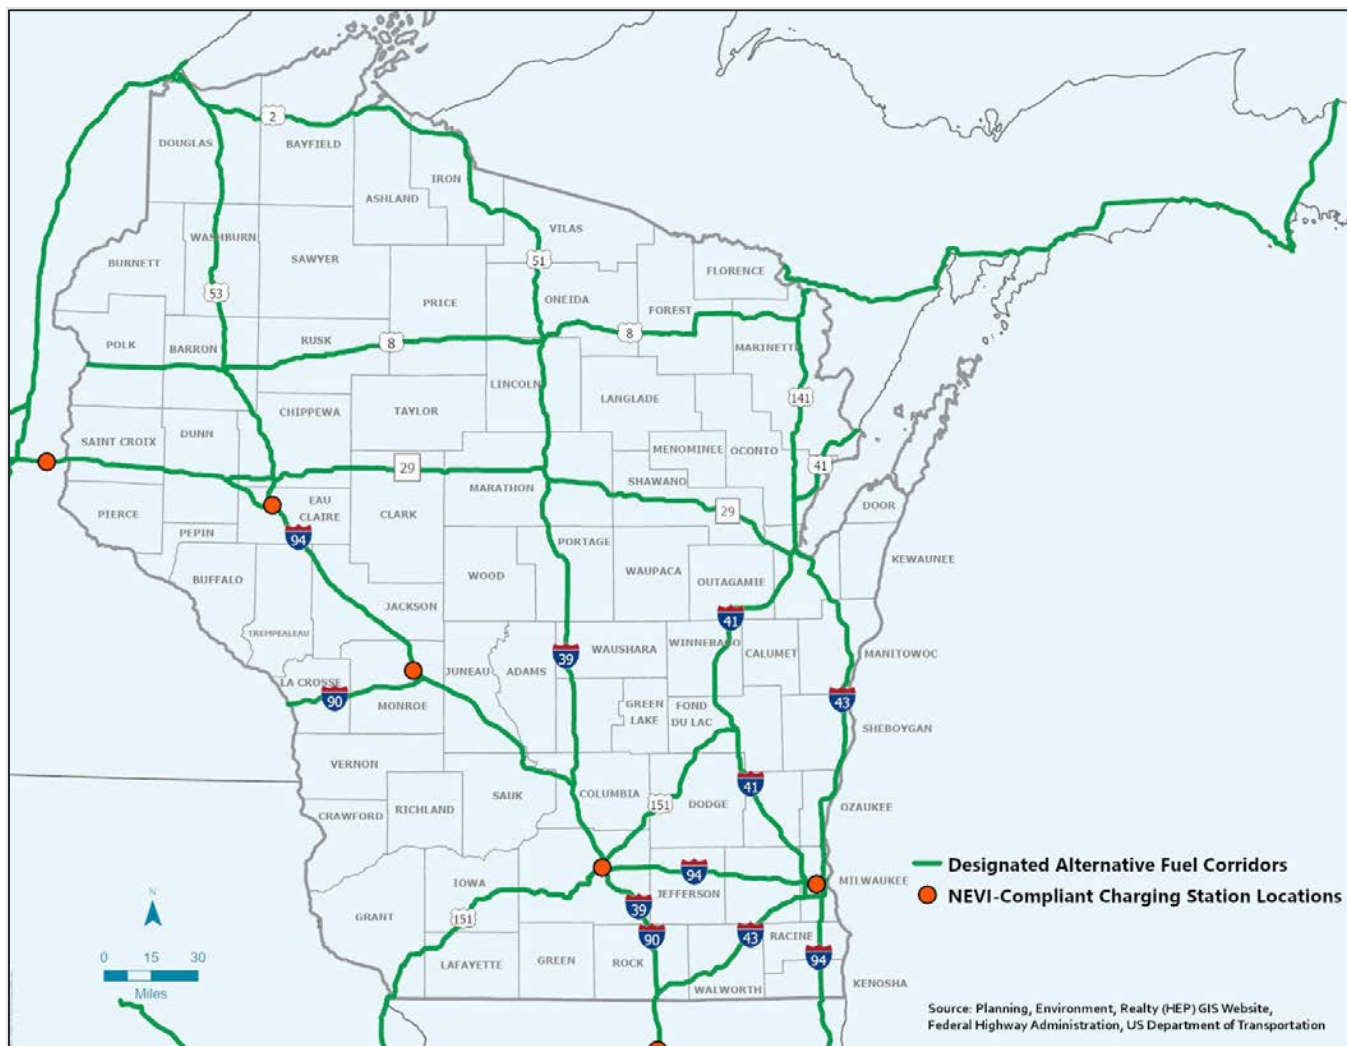 2
DOUGLAS
BAYFIELD
IRON
ASHLAND
VILAS
WASHBURN
BURNETT
SAWYER
51
FLORENCE
53
PRICE
ONEIDA
FOREST
POLK
BARRON
RUSK
8
8
MARINETTE
LINCOLN
CHIPPEWA
TAYLOR
LANGLADE
141
SAINT CROIX
DUNN
MENOMINEE
OCONTO
29
41
MARATHON
SHAWANO
PIERCE
EAU
CLAIRE
CLARK
29
DOOR
PEPIN
94
PORTAGE
KEWAUNEE
BUFFALO
WOOD
WAUPACA
OUTAGAMIE
JACKSON
41
TREMPEALEAU
WAUSHARA
WINNEBAGO
CALUMET
MANITOWOC
39
LA CROSSE
JUNEAU
ADAMS
90
MONROE
GREEN
LAKE
FOND
DU LAC
43
SHEBOYGAN
VERNON
41
SAUK
COLUMBIA
151
DODGE
OZAUKEE
CRAWFORD
RICHLAND
Designated Alternative Fuel Corridors
94
MILWAUKEE
IOWA
JEFFERSON
NEVI-Compliant Charging Station Locations
N
GRANT
151
39
90
43
RACINE
94
0 15 30
Miles
LAFAYETTE
GREEN
ROCK
WALWORTH
KENOSHA
Source: Planning, Environment, Realty (HEP) GIS Website,
Federal Highway Administration, US Department of Transportation